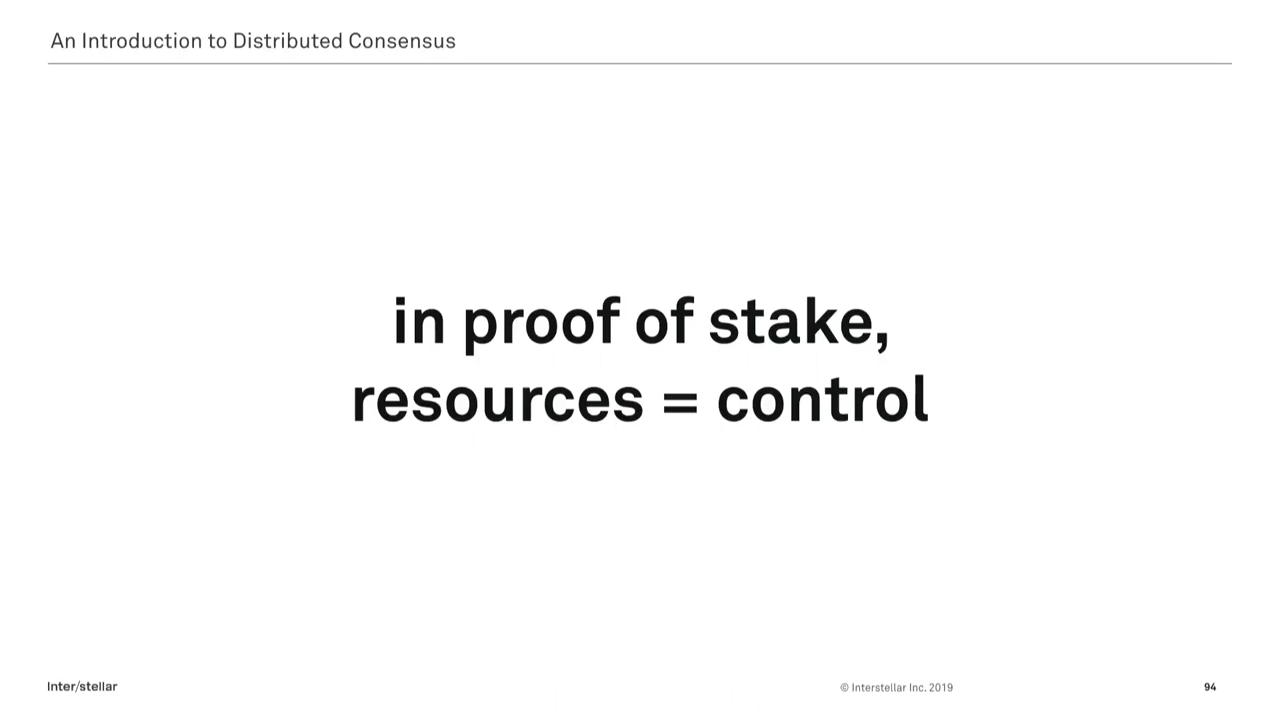 An Introduction to Distributed Consensus
in proof of stake,
resources = control
Inter/stellar
© Interstellar Inc. 2019
94